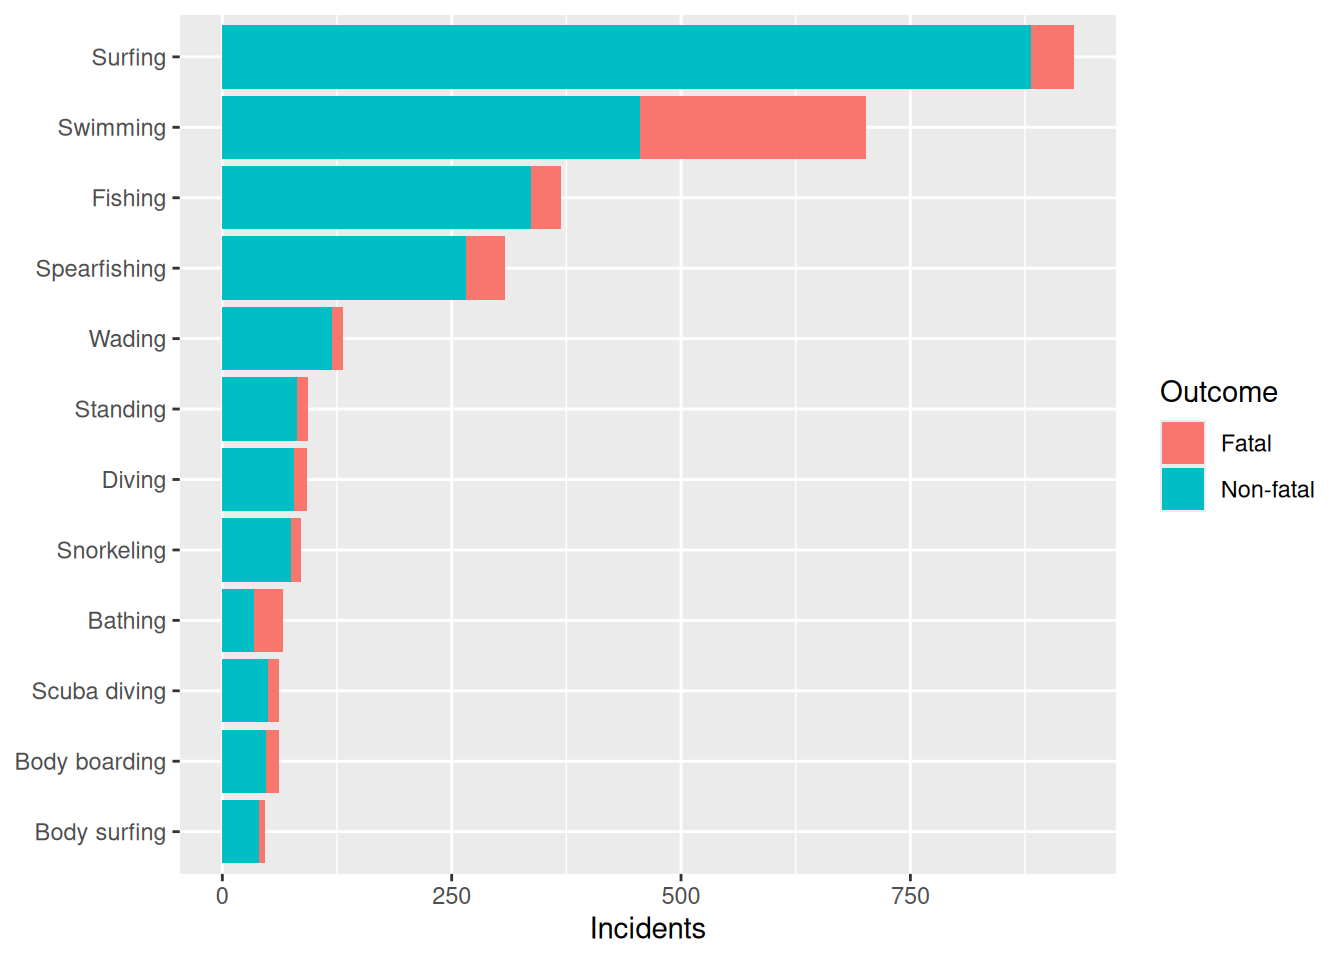 Surfing
Swimming
Fishing
Spearfishing
Wading
Standing
Diving
Snorkeling
Bathing
Scuba diving
Body boarding
Body surfing
0 250 500 750
Incidents
Outcome
Fatal
Non-fatal